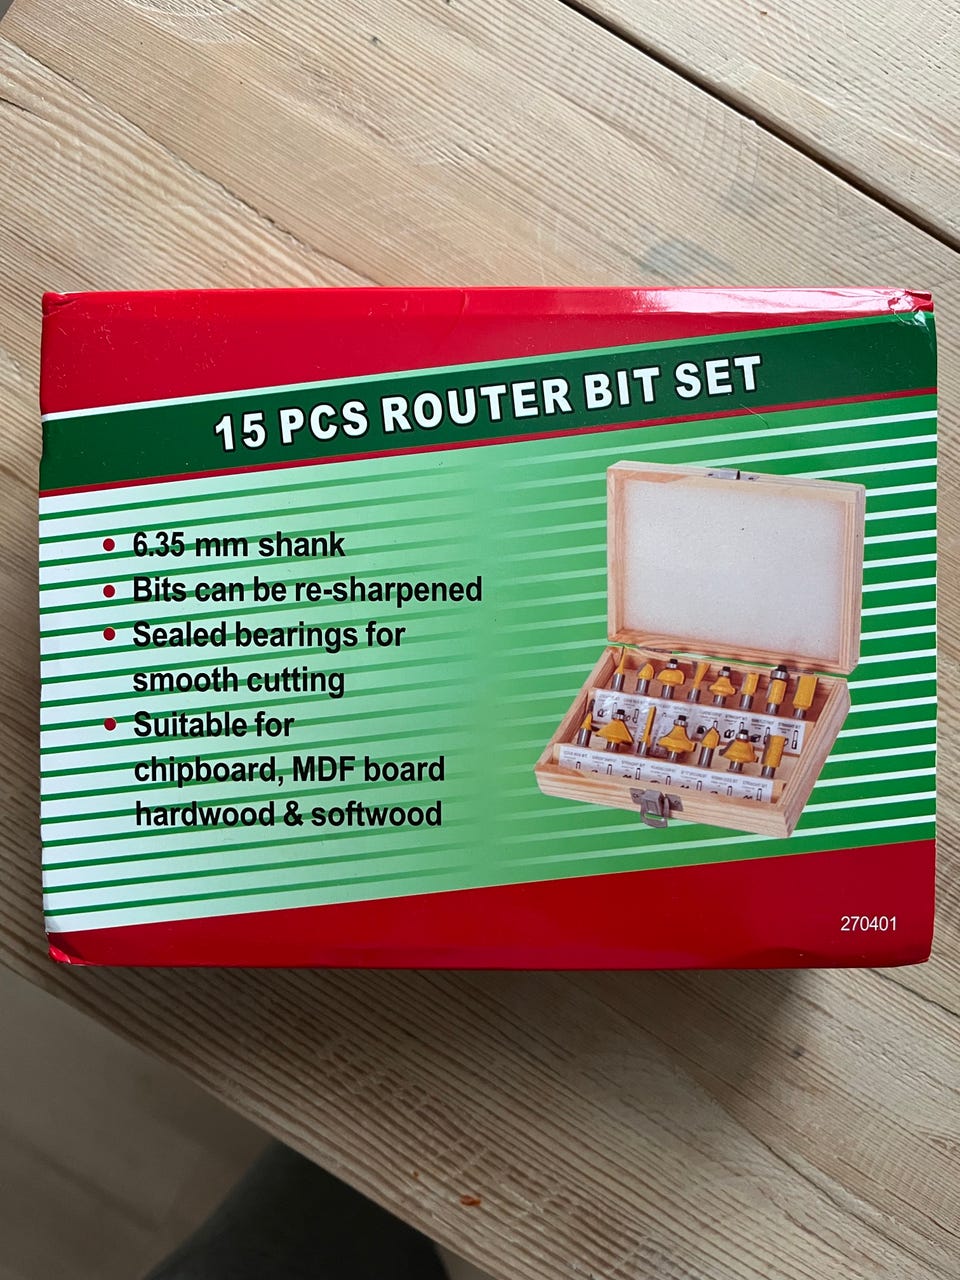 15 PCS ROUTER BIT SET
6.35 mm shank
Bits can be re-sharpened
Sealed bearings for
smooth cutting
Suitable for
chipboard, MDF board
hardwood & softwood
270401